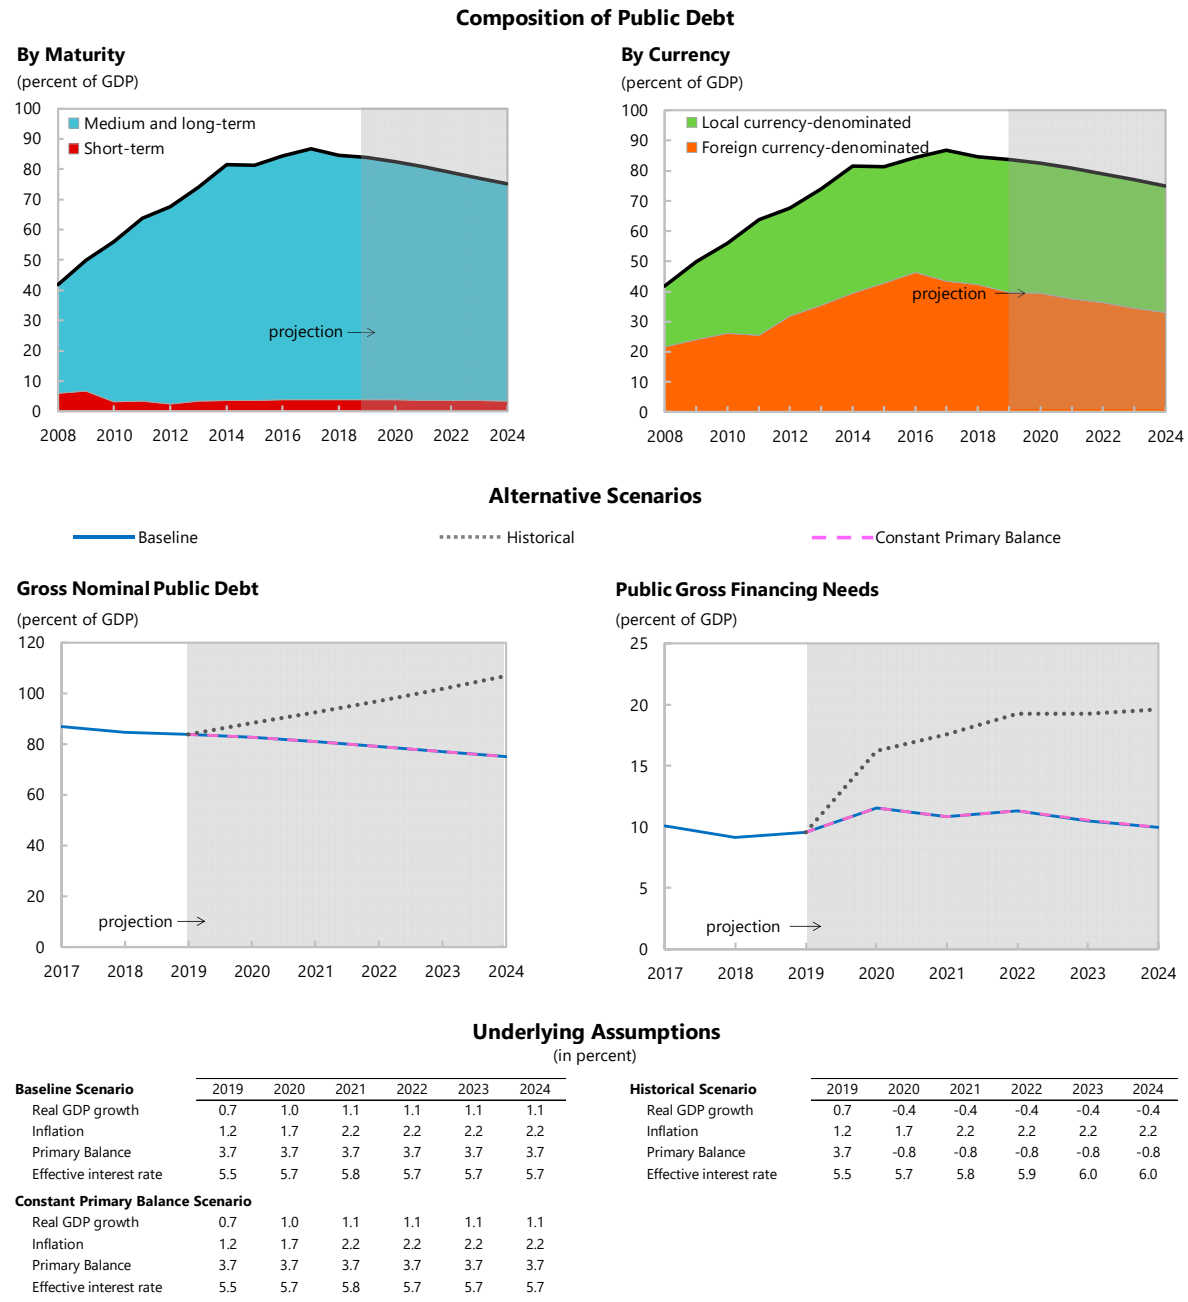 Composition of Public Debt
By Maturity
(percent of GDP)
100
90
80
70
60
50
40
30
20
10
0
Medium and long-term
Short-term
projection
2008 2010 2012 2014 2016 2018 2020 2022 2024
By Currency
(percent of GDP)
100
90
80
70
60
50
40
30
20
10
0
Local currency-denominated
Foreign currency-denominated
projection
2008 2010 2012 2014 2016 2018 2020 2022 2024
Alternative Scenarios
Baseline Historical Constant Primary Balance
Gross Nominal Public Debt
(percent of GDP)
120
100
80
60
40
20
0
projection
2017 2018 2019 2020 2021 2022 2023 2024
Public Gross Financing Needs
(percent of GDP)
25
20
15
10
5
0
projection
2017 2018 2019 2020 2021 2022 2023 2024
Underlying Assumptions
(in percent)
Baseline Scenario 2019 2020 2021 2022 2023 2024
Real GDP growth 0.7 1.0 1.1 1.1 1.1 1.1
Inflation 1.2 1.7 2.2 2.2 2.2 2.2
Primary Balance 3.7 3.7 3.7 3.7 3.7 3.7
Effective interest rate 5.5 5.7 5.8 5.7 5.7 5.7
Constant Primary Balance Scenario
Real GDP growth 0.7 1.0 1.1 1.1 1.1 1.1
Inflation 1.2 1.7 2.2 2.2 2.2 2.2
Primary Balance 3.7 3.7 3.7 3.7 3.7 3.7
Effective interest rate 5.5 5.7 5.8 5.7 5.7 5.7
Historical Scenario 2019 2020 2021 2022 2023 2024
Real GDP growth 0.7 -0.4 -0.4 -0.4 -0.4 -0.4
Inflation 1.2 1.7 2.2 2.2 2.2 2.2
Primary Balance 3.7 -0.8 -0.8 -0.8 -0.8 -0.8
Effective interest rate 5.5 5.7 5.8 5.9 6.0 6.0